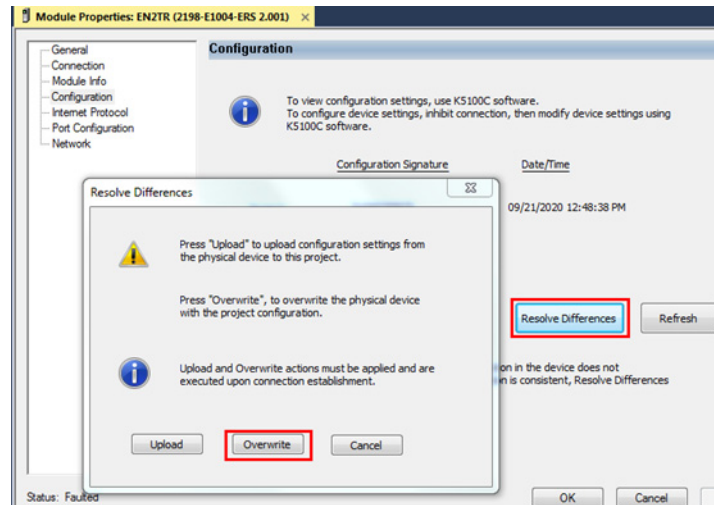 Module Properties: EN2TR (2198-E1004-ERS 2.001) ×
General
Connection
Module Info
Configuration
Internet Protocol
Port Configuration
Network
Configuration
To view configuration settings, use K5100C software.
To configure device settings, inhibit connection, then modify device settings using
K5100C software.
Configuration Signature
Date/Time
09/21/2020 12:48:38 PM
Resolve Differences
Refresh
on in the device does not
n is consistent, Resolve Differences
Resolve Differences
Press "Upload" to upload configuration settings from
the physical device to this project.
Press "Overwrite", to overwrite the physical device
with the project configuration.
Upload and Overwrite actions must be applied and are
executed upon connection establishment.
Upload
Overwrite
Cancel
Status: Faulted
OK
Cancel